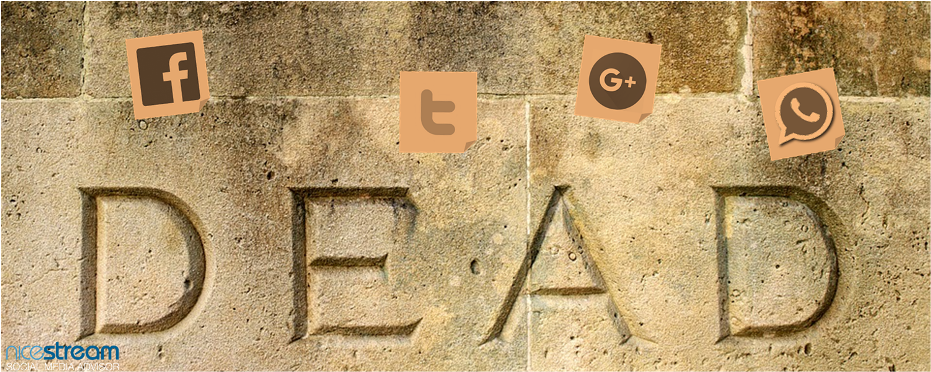 f
t
G+
DEAD
nicestream
SOCIAL MEDIA ADVISOR